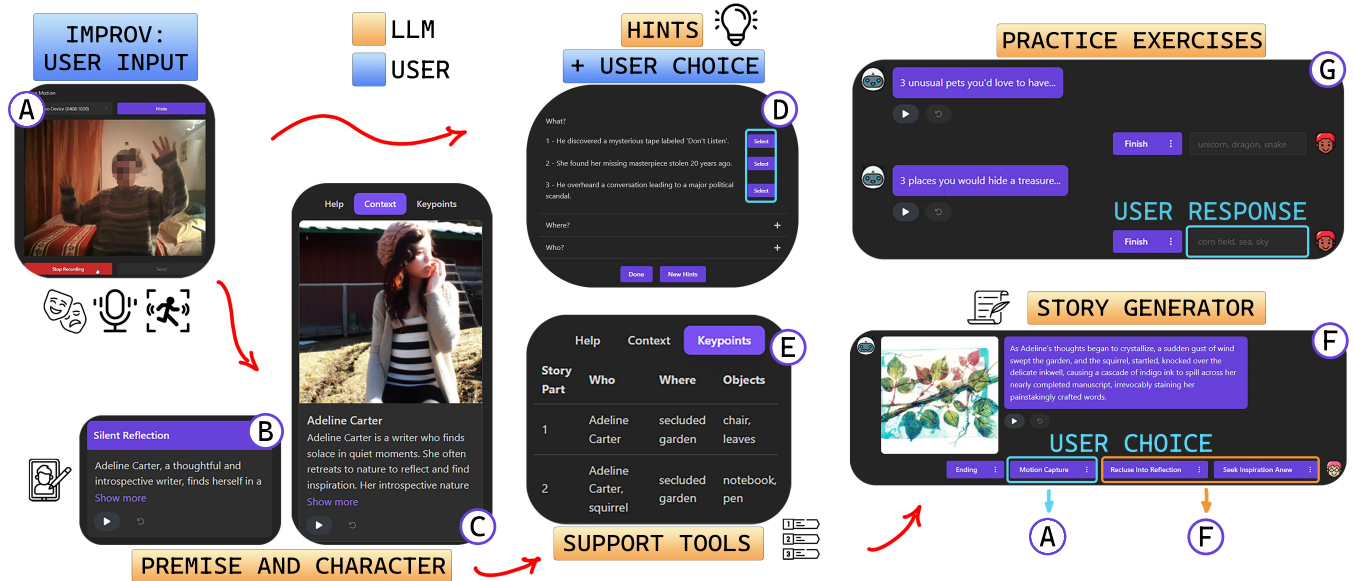 IMPROV:
USER INPUT
A
Motion
Device (0408:1020)
Hints
Stop Recording
Send
LLM
USER
HINTS
+ USER CHOICE
D
What?
1 - He discovered a mysterious tape labeled 'Don't Listen'.
Select
2 - She found her missing masterpiece stolen 20 years ago.
Select
3 - He overheard a conversation leading to a major political
scandal.
Select
Where?
+
Who?
+
Done
New Hints
B
Silent Reflection
Adeline Carter, a thoughtful and
introspective writer, finds herself in a
Show more
Help
Context
Keypoints
Adeline Carter
Adeline Carter is a writer who finds
solace in quiet moments. She often
retreats to nature to reflect and find
inspiration. Her introspective nature
Show more
C
PREMISE AND CHARACTER
Help
Context
Keypoints
E
Story
Part
Who
Where
Objects
1
Adeline
Carter
secluded
garden
chair,
leaves
2
Adeline
Carter,
squirrel
secluded
garden
notebook,
pen
SUPPORT TOOLS
1
2
3
PRACTICE EXERCISES
G
3 unusual pets you'd love to have...
Finish
unicorn, dragon, snake
3 places you would hide a treasure...
USER RESPONSE
Finish
corn field, sea, sky
STORY GENERATOR
F
As Adeline's thoughts began to crystallize, a sudden gust of wind
swept the garden, and the squirrel, startled, knocked over the
delicate inkwell, causing a cascade of indigo ink to spill across her
nearly completed manuscript, irrevocably staining her
painstakingly crafted words.
USER CHOICE
Ending
Motion Capture
Recluse Into Reflection
Seek Inspiration Anew
A
F